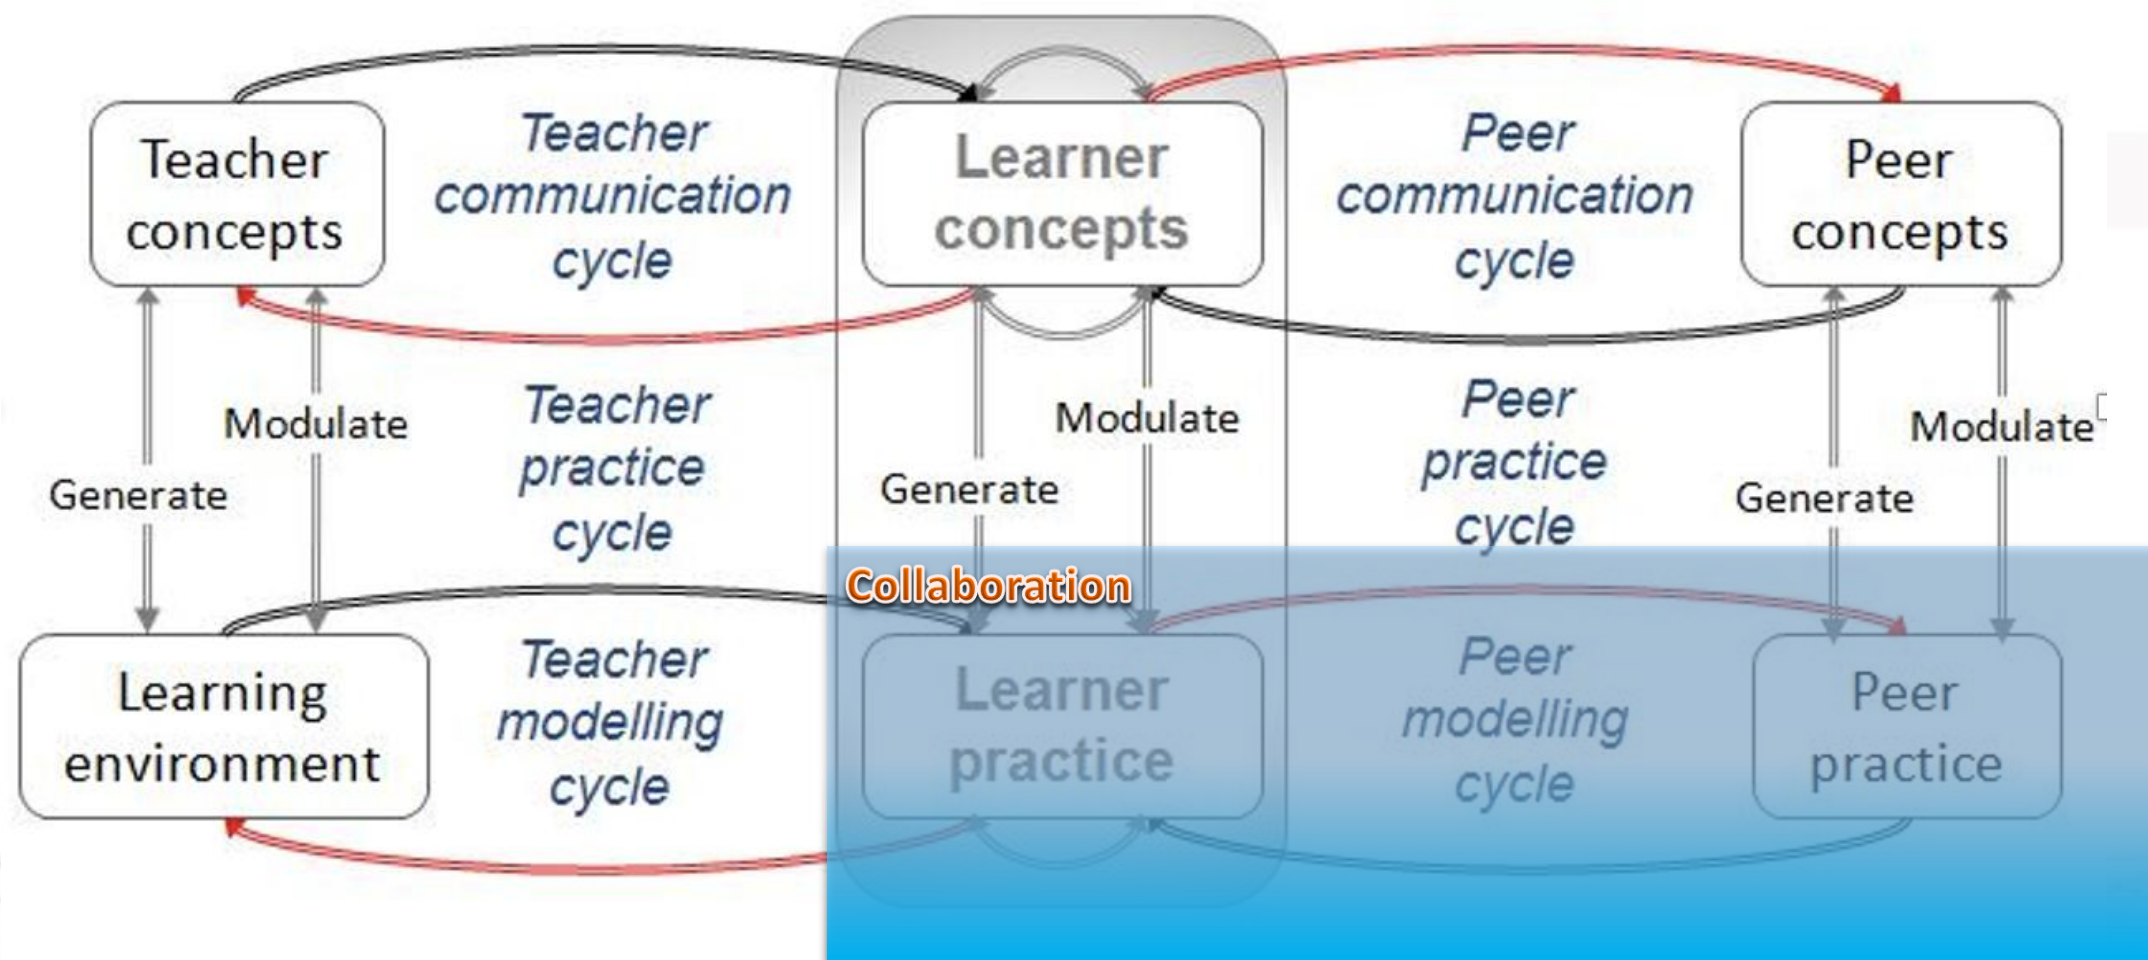 Teacher
concepts
Teacher
communication
cycle
Learner
concepts
Peer
communication
cycle
Peer
concepts
Generate
Modulate
Teacher
practice
cycle
Generate
Modulate
Peer
practice
cycle
Generate
Modulate
Collaboration
Learning
environment
Teacher
modelling
cycle
Learner
practice
Peer
modelling
cycle
Peer
practice